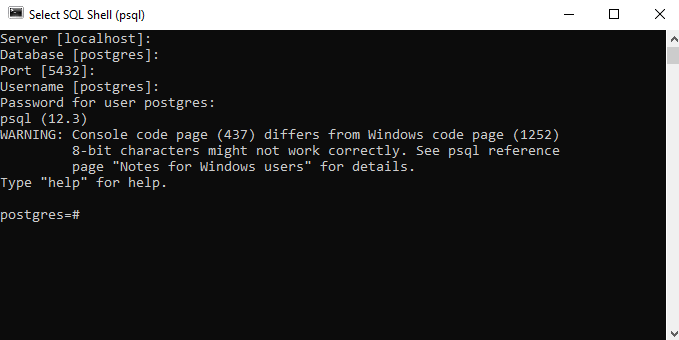 Select SQL Shell (psql)
Server [localhost]:
Database [postgres]:
Port [5432]:
Username [postgres]:
Password for user postgres:
psql (12.3)
WARNING: Console code page (437) differs from Windows code page (1252)
         8-bit characters might not work correctly. See psql reference
         page "Notes for Windows users" for details.
Type "help" for help.

postgres=#